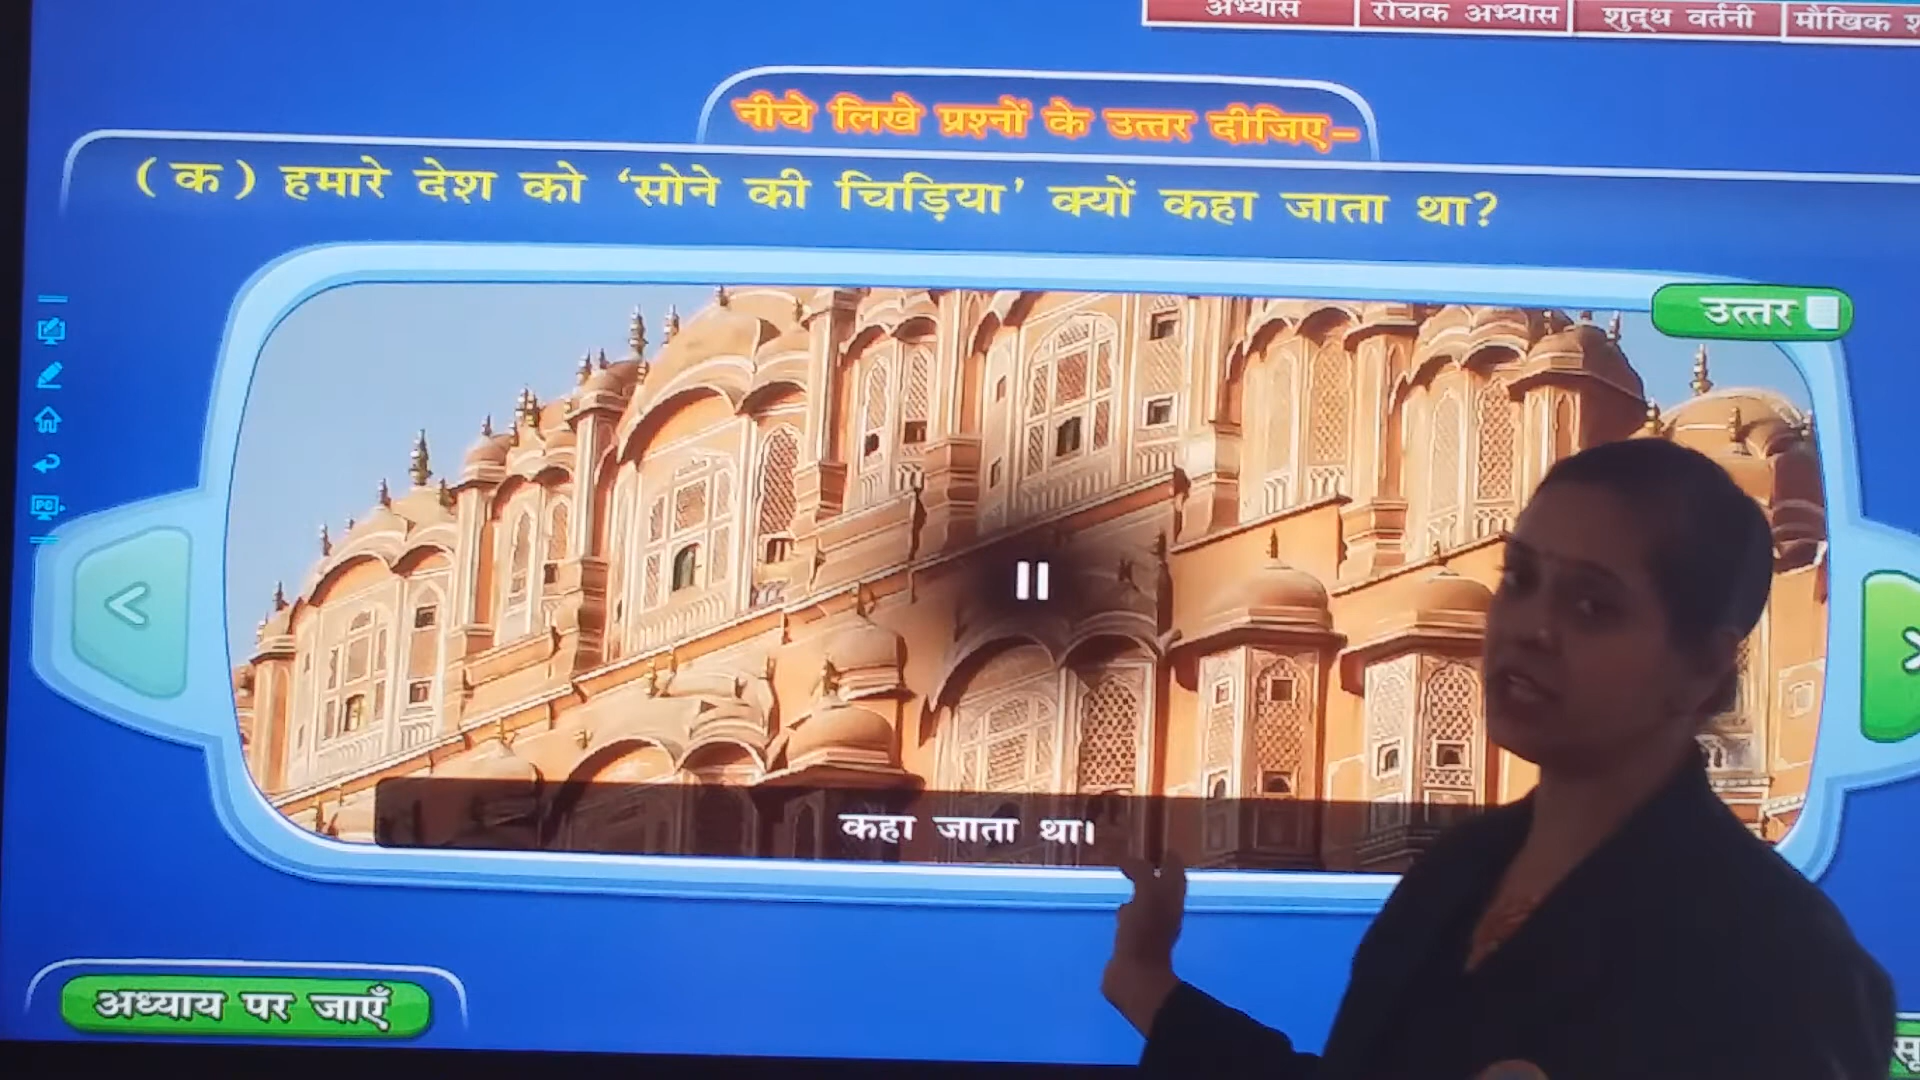 अभ्यास
रोचक अभ्यास
शुद्ध वर्तनी
मौखिक
नीचे लिखे प्रश्नों के उत्तर दीजिए–
(क) हमारे देश को ‘सोने की चिड़िया’ क्यों कहा जाता था?
उत्तर
कहा जाता था।
अध्याय पर जाएँ